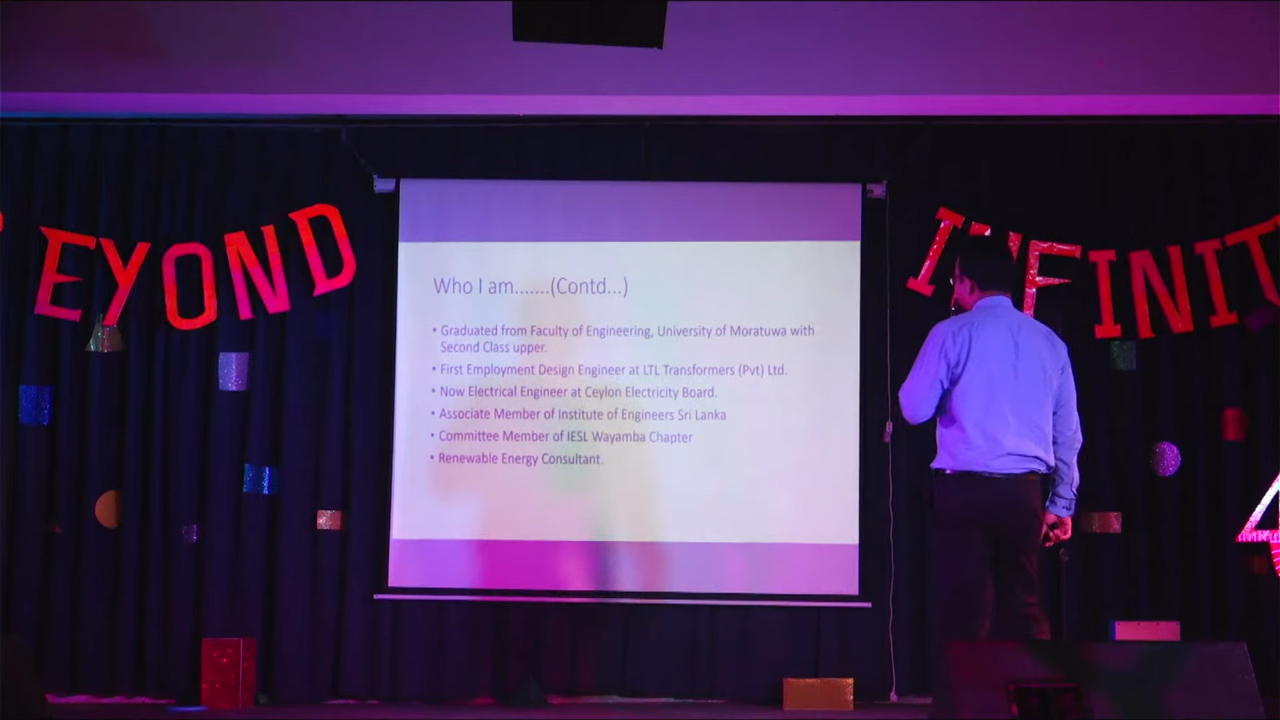 BEYOND
INFINIT
Who I am.......(Contd...)
• Graduated from Faculty of Engineering, University of Moratuwa with
Second Class upper.
• First Employment Design Engineer at LTL Transformers (Pvt) Ltd.
• Now Electrical Engineer at Ceylon Electricity Board.
• Associate Member of Institute of Engineers Sri Lanka
• Committee Member of IESL Wayamba Chapter
• Renewable Energy Consultant.